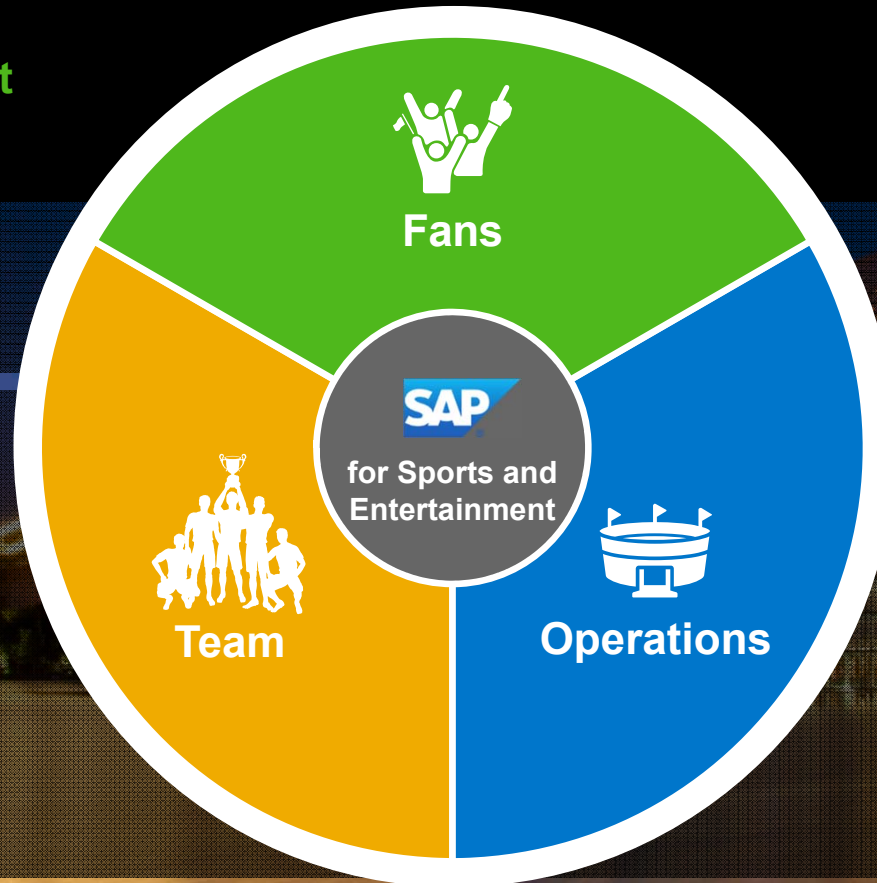 t
Fans
SAP
for Sports and
Entertainment
Team
Operations